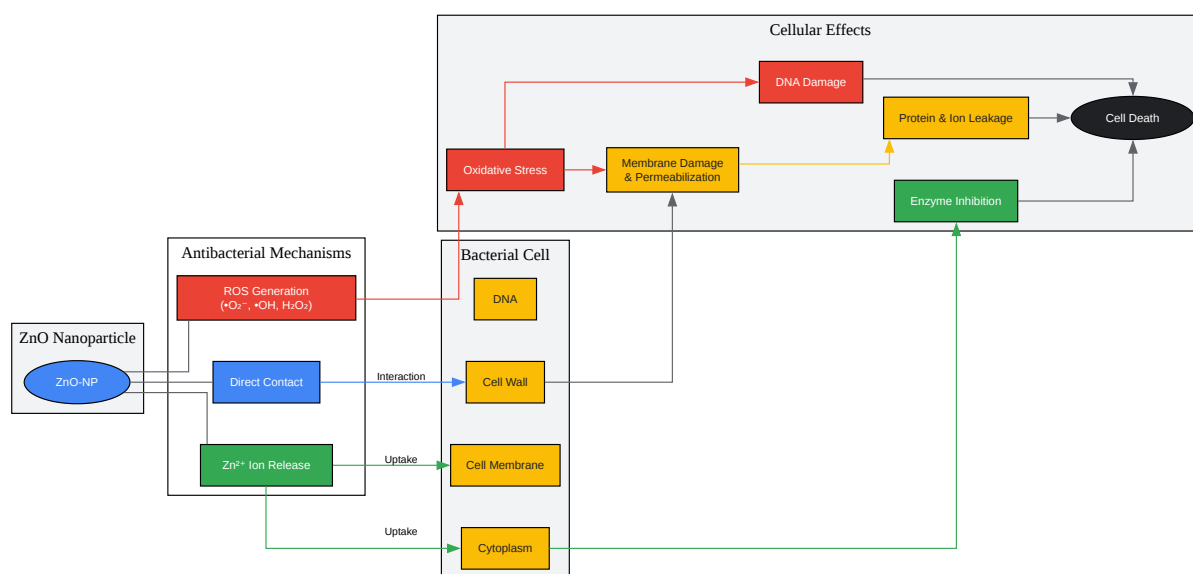 Cellular Effects
DNA Damage
Protein & Ion Leakage
Cell Death
Oxidative Stress
Membrane Damage
& Permeabilization
Enzyme Inhibition
Antibacterial Mechanisms
ROS Generation
(•O₂⁻, •OH, H₂O₂)
Direct Contact
Zn²⁺ Ion Release
ZnO Nanoparticle
ZnO-NP
Interaction
Uptake
Uptake
Bacterial Cell
DNA
Cell Wall
Cell Membrane
Cytoplasm